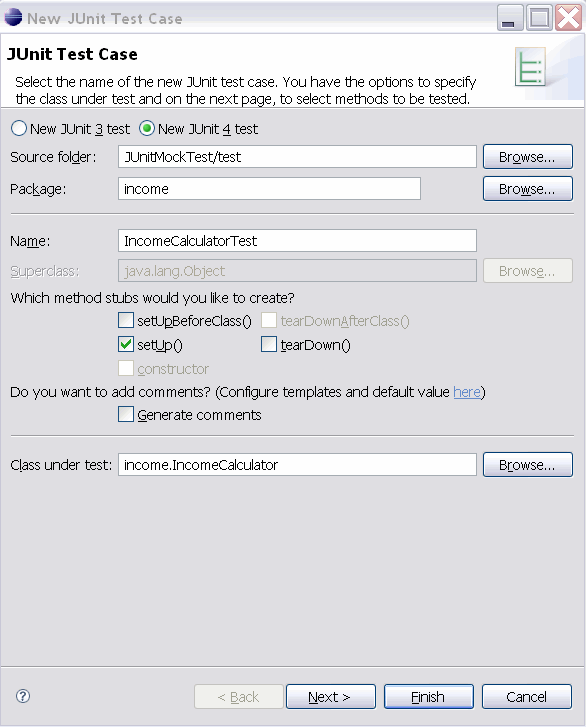 New JUnit Test Case
JUnit Test Case
Select the name of the new JUnit test case. You have the options to specify
the class under test and on the next page, to select methods to be tested.
New JUnit 3 test New JUnit 4 test
Source folder: JUnitMockTest/test Browse...
Package: income Browse...
Name: IncomeCalculatorTest
Superclass: java.lang.Object Browse...
Which method stubs would you like to create?
setUpBeforeClass() tearDownAfterClass()
setUp() tearDown()
constructor
Do you want to add comments? (Configure templates and default value here)
Generate comments
Class under test: income.IncomeCalculator Browse...
? < Back Next > Finish Cancel